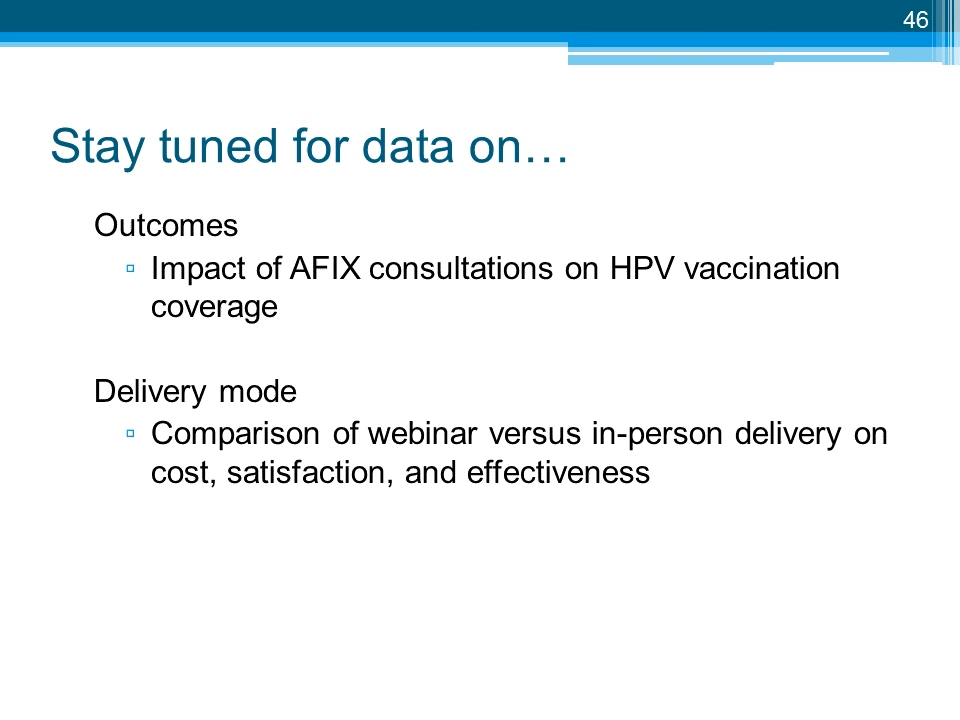 46
Stay tuned for data on…
Outcomes
▫ Impact of AFIX consultations on HPV vaccination
coverage
Delivery mode
▫ Comparison of webinar versus in-person delivery on
cost, satisfaction, and effectiveness